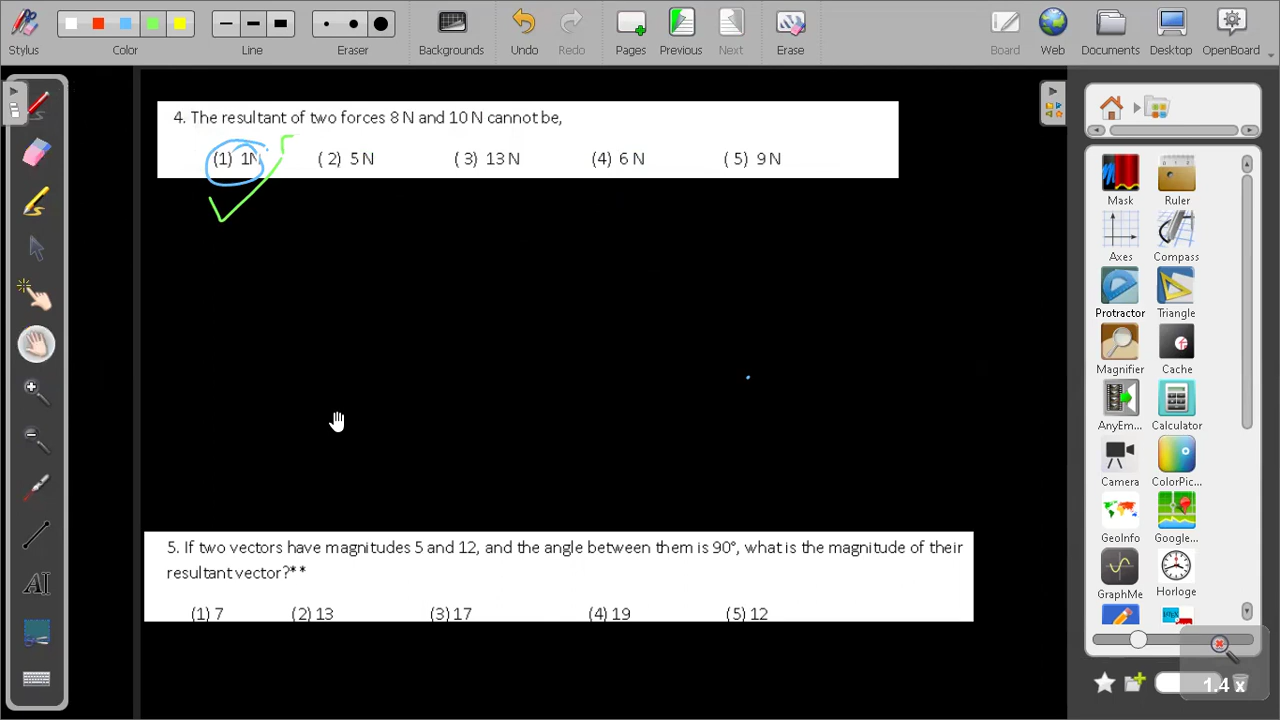 Stylus Color Line Eraser Backgrounds Undo Redo Pages Previous Next Erase Board Web Documents Desktop OpenBoard
4. The resultant of two forces 8 N and 10 N cannot be,
(1) 1N ( 2) 5 N ( 3) 13 N (4) 6 N ( 5) 9 N
5. If two vectors have magnitudes 5 and 12, and the angle between them is 90°, what is the magnitude of their
resultant vector?**
(1) 7 (2) 13 (3) 17 (4) 19 (5) 12
AI
Mask Ruler
Axes Compass
Protractor Triangle
Magnifier Cache
AnyEm... Calculator
Camera ColorPic...
GeoInfo Google...
GraphMe Horloge
1.4 x